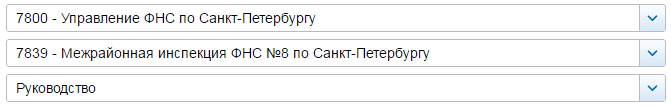 7800 - Управление ФНС по Санкт-Петербургу
7839 - Межрайонная инспекция ФНС №8 по Санкт-Петербургу
Руководство